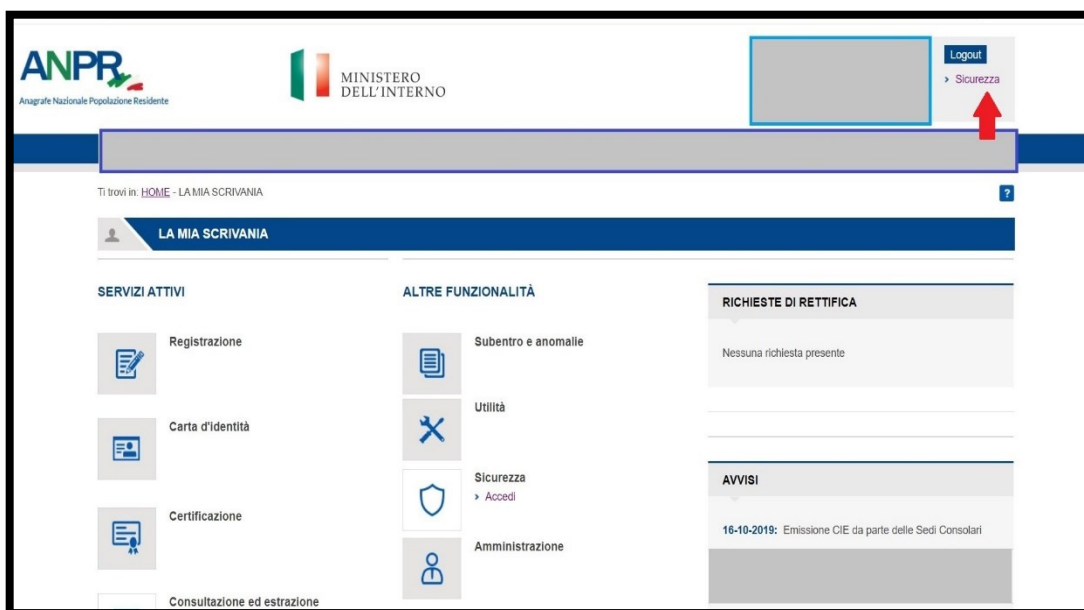 ANPR
Anagrafe Nazionale Popolazione Residente
MINISTERO
DELL'INTERNO
Logout
Sicurezza
Ti trovi in: HOME - LA MIA SCRIVANIA
?
LA MIA SCRIVANIA
SERVIZI ATTIVI
Registrazione
Carta d'identità
Certificazione
Consultazione ed estrazione
ALTRE FUNZIONALITÀ
Subentro e anomalie
Utilità
Sicurezza
Accedi
Amministrazione
RICHIESTE DI RETTIFICA
Nessuna richiesta presente
AVVISI
16-10-2019: Emissione CIE da parte delle Sedi Consolari